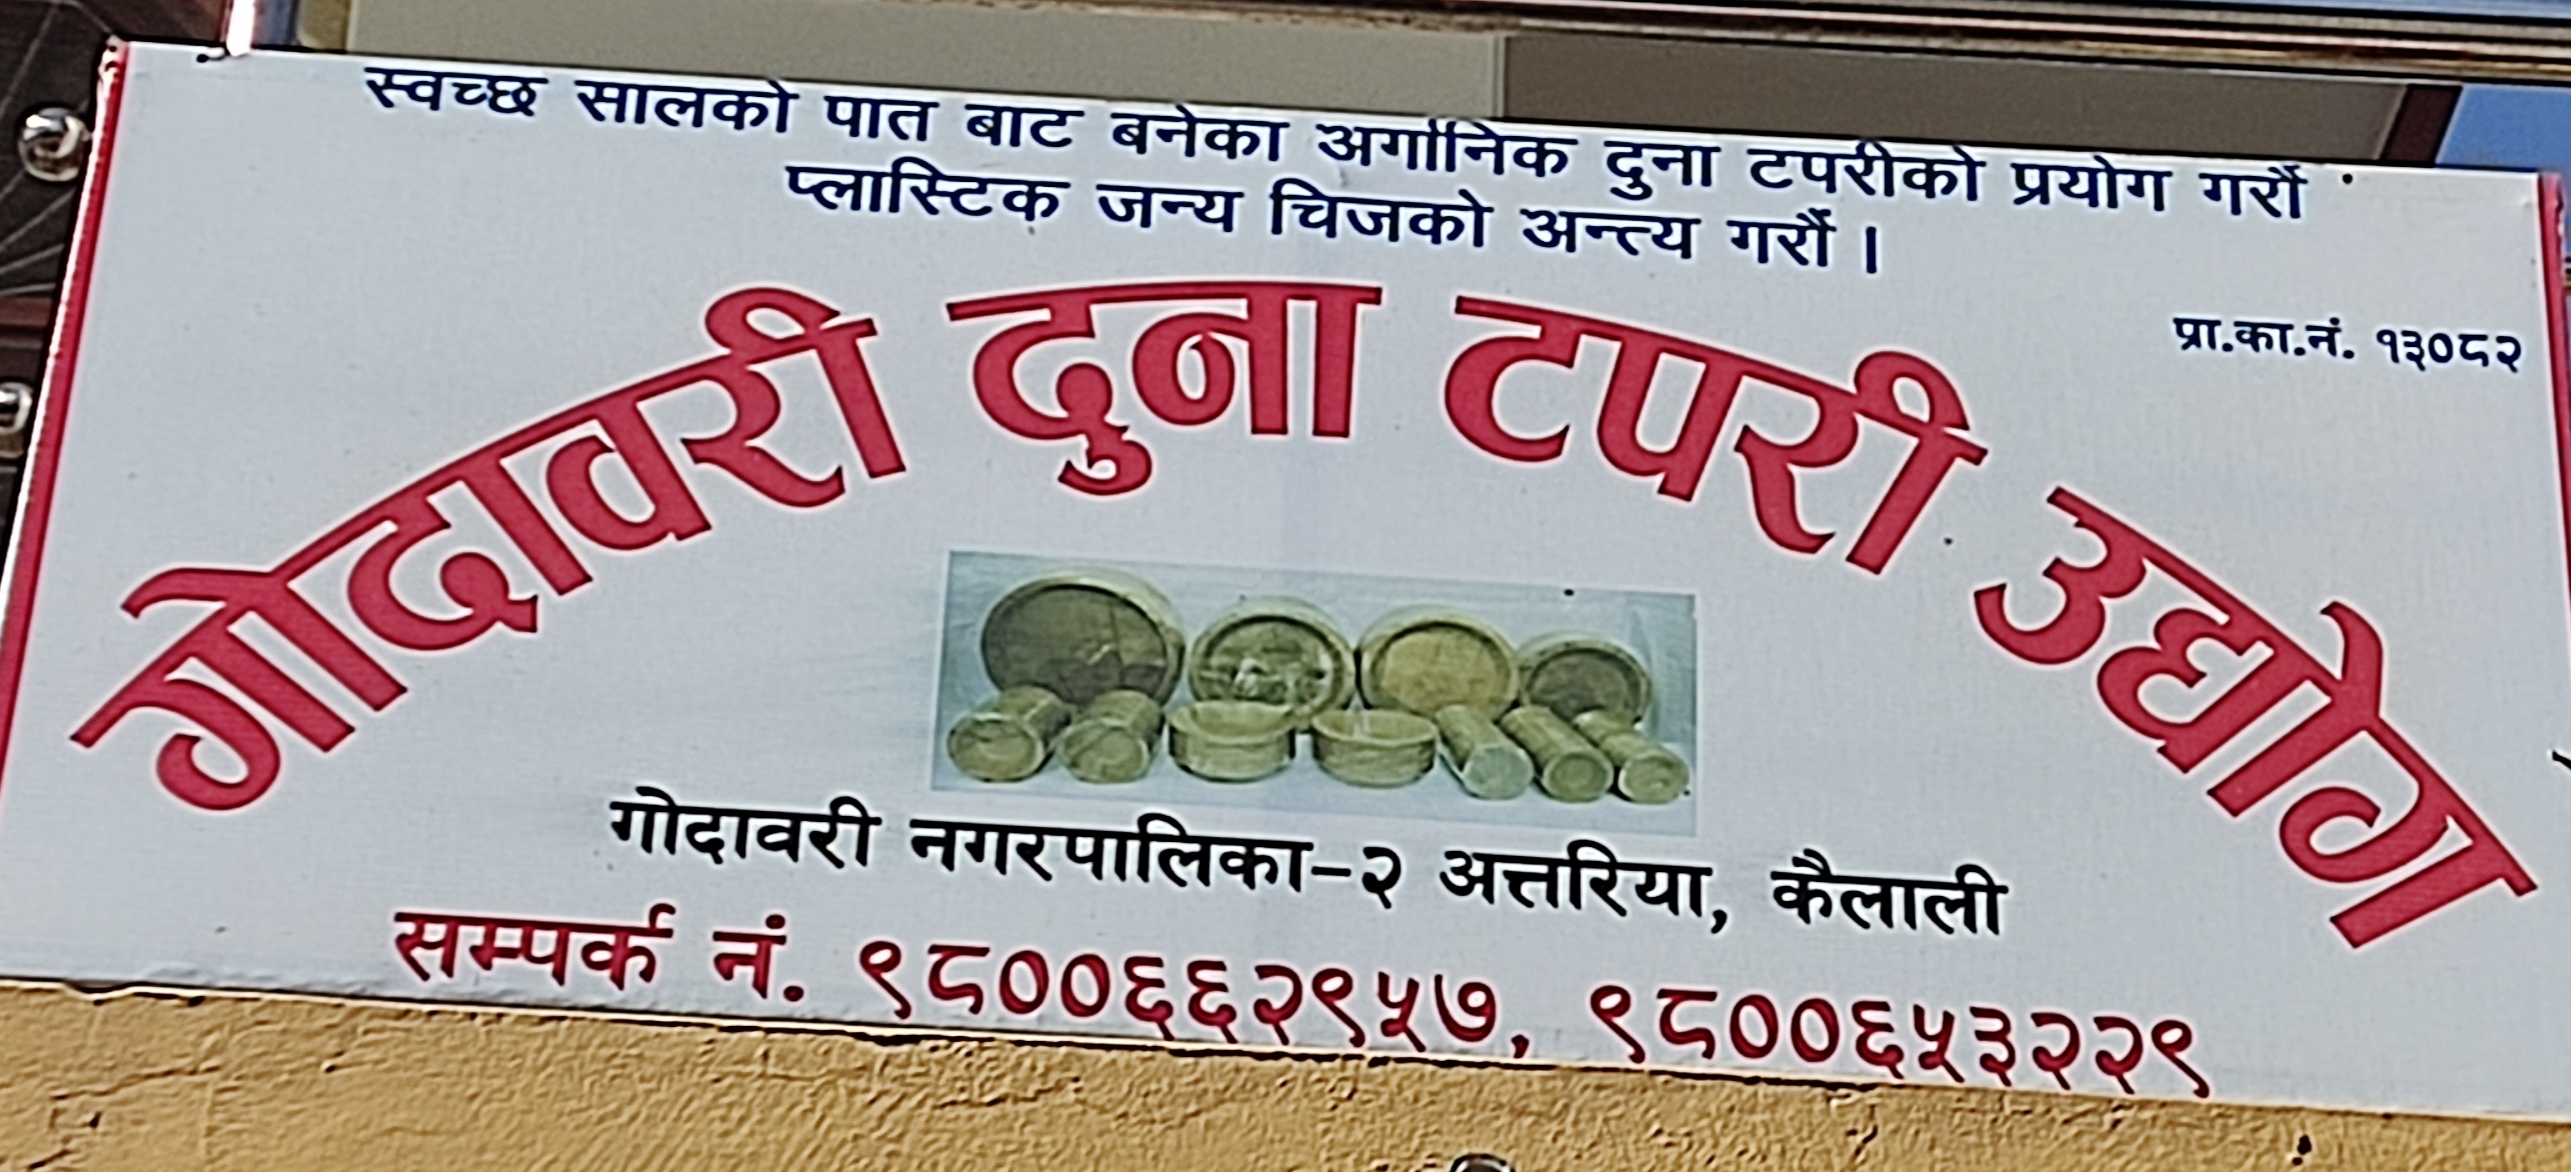 स्वच्छ सालको पात बाट बनेका अर्गानिक दुना टपरीको प्रयोग गरौं
प्लास्टिक जन्य चिजको अन्त्य गरौं ।
प्रा.का.नं. १३०८२
गोदावरी दुना टपरी उद्योग
गोदावरी नगरपालिका-२ अत्तरिया, कैलाली
सम्पर्क नं. ९८००६६२९५७, ९८००६५३२२९